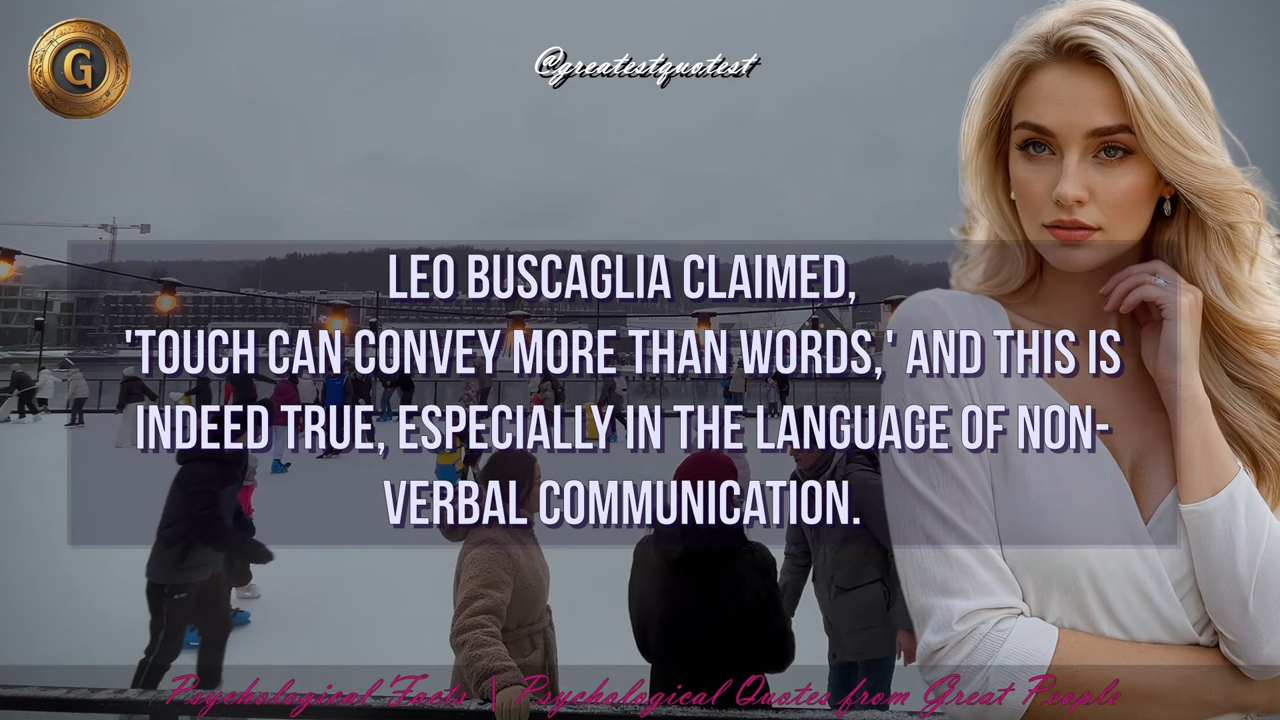 G
@greatestquotest
LEO BUSCAGLIA CLAIMED,
'TOUCH CAN CONVEY MORE THAN WORDS,' AND THIS IS
INDEED TRUE, ESPECIALLY IN THE LANGUAGE OF NON-
VERBAL COMMUNICATION.
Psychological Facts | Psychological Quotes from Great People